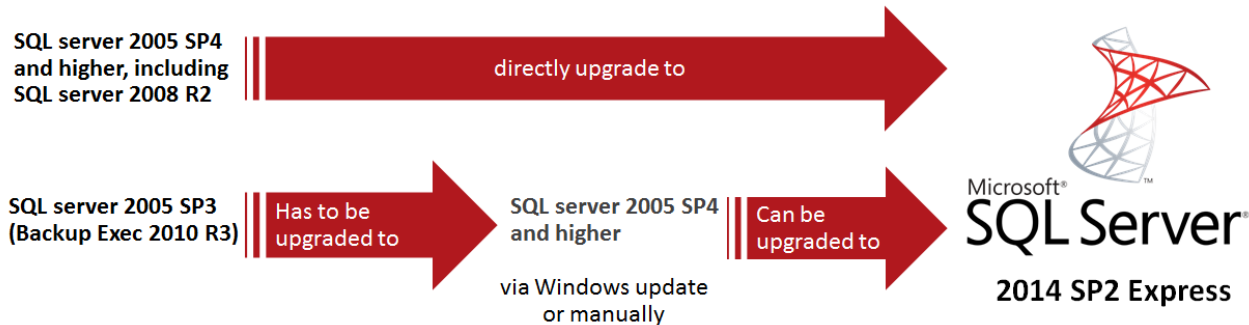 SQL server 2005 SP4
and higher, including
SQL server 2008 R2
directly upgrade to
SQL server 2005 SP3
(Backup Exec 2010 R3)
Has to be
upgraded to
SQL server 2005 SP4
and higher
via Windows update
or manually
Can be
upgraded to
TM
Microsoft®
SQL Server®
2014 SP2 Express